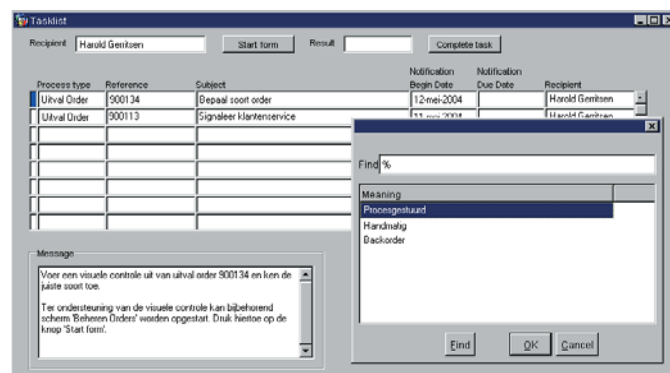 Tasklist
Recipient Harold Gerritsen Start form Result Complete task
Notification Notification
Process type Reference Subject Begin Date Due Date Recipient
Uitval Order 900134 Bepaal soort order 12-mei-2004 Harold Gerritsen
Uitval Order 900113 Signaleer klantenservice 11-mei-2004 Harold Gerritsen
Find %
Meaning
Procesgestuurd
Handmatig
Backorder
Find OK Cancel
Message
Voer een visuele controle uit van uitval order 900134 en ken de
juiste soort toe.
Ter ondersteuning van de visuele controle kan bijbehorend
scherm 'Beheren Orders' worden opgestart. Druk hiertoe op de
knop 'Start form'.